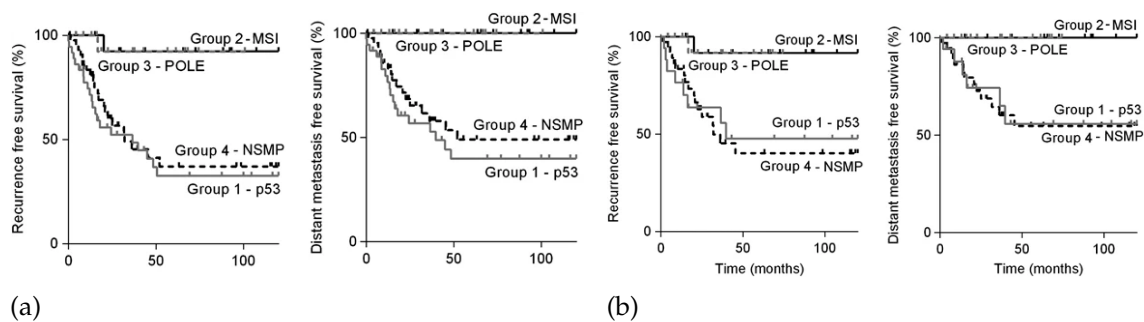 Recurrence free survival (%)
100
50
0
0
50
100
Group 2 - MSI
Group 3 - POLE
Group 4 - NSMP
Group 1 - p53
Distant metastasis free survival (%)
100
50
0
0
50
100
Group 2 - MSI
Group 3 - POLE
Group 4 - NSMP
Group 1 - p53
(a)
Recurrence free survival (%)
100
50
0
0
50
100
Time (months)
Group 2 - MSI
Group 3 - POLE
Group 1 - p53
Group 4 - NSMP
Distant metastasis free survival (%)
100
50
0
0
50
100
Time (months)
Group 2 - MSI
Group 3 - POLE
Group 1 - p53
Group 4 - NSMP
(b)